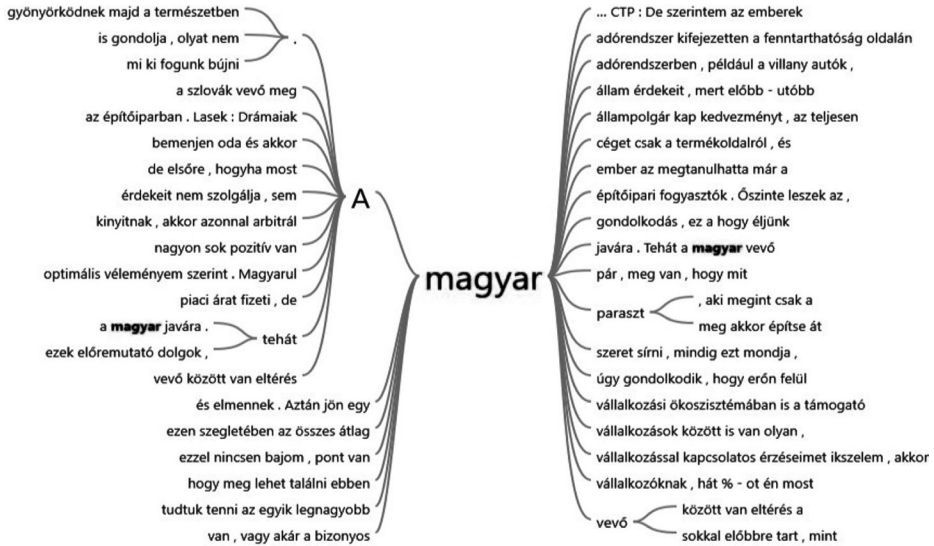 gyönyörködnek majd a természetben
is gondolja , olyat nem
mi ki fogunk bújni
.
a szlovák vevő meg
az építőiparban . Lasek : Drámaiak
bemenjen oda és akkor
de elsőre , hogyha most
érdekeit nem szolgálja , sem
kinyitnak , akkor azonnal arbitrál
nagyon sok pozitív van
optimális véleményem szerint . Magyarul
piaci árat fizeti , de
a magyar javára .
ezek előremutató dolgok ,
tehát
vevő között van eltérés
A
és elmennek . Aztán jön egy
ezen szegletében az összes átlag
ezzel nincsen bajom , pont van
hogy meg lehet találni ebben
tudtuk tenni az egyik legnagyobb
van , vagy akár a bizonyos
magyar
... CTP : De szerintem az emberek
adórendszer kifejezetten a fenntarthatóság oldalán
adórendszerben , például a villany autók ,
állam érdekeit , mert előbb - utóbb
állampolgár kap kedvezményt , az teljesen
céget csak a termékoldalról , és
ember az megtanulhatta már a
építőipari fogyasztók . Őszinte leszek az ,
gondolkodás , ez a hogy éljünk
javára . Tehát a magyar vevő
pár , meg van , hogy mit
paraszt
, aki megint csak a
meg akkor építse át
szeret sírni , mindig ezt mondja ,
úgy gondolkodik , hogy erőn felül
vállalkozási ökoszisztémában is a támogató
vállalkozások között is van olyan ,
vállalkozással kapcsolatos érzéseimet ikszelem , akkor
vállalkozóknak , hát % - ot én most
vevő
között van eltérés a
sokkal előbbre tart , mint